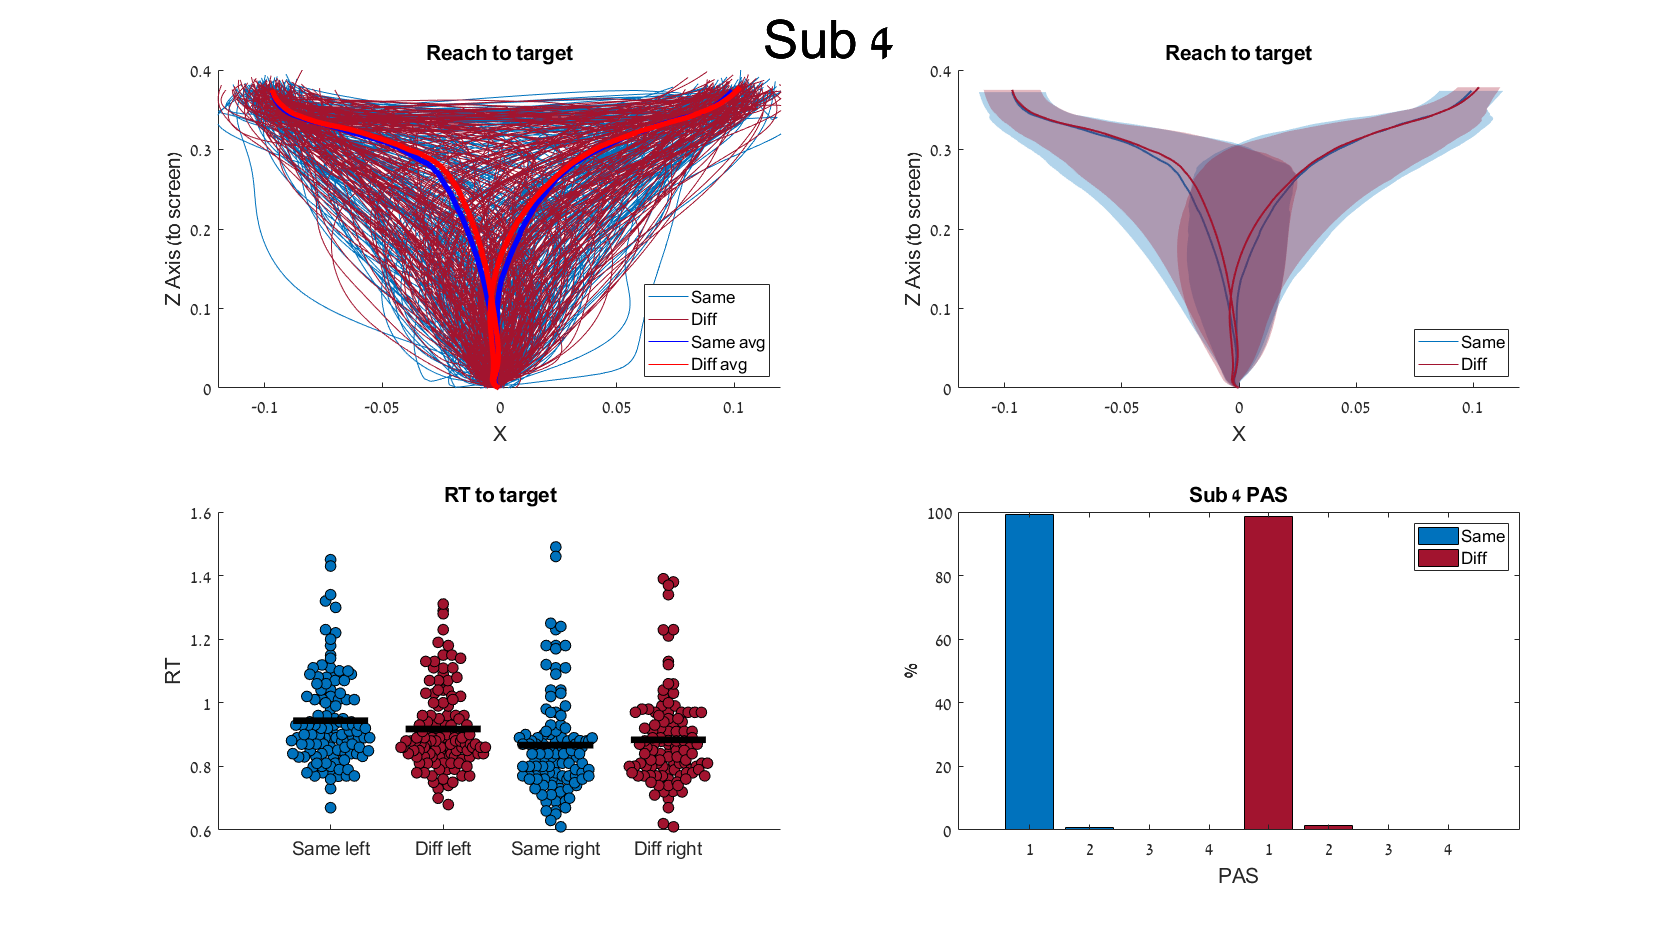 Sub 4
Reach to target
0.4
0.3
0.2
0.1
0
Z Axis (to screen)
-0.1
-0.05
0
0.05
0.1
X
Same
Diff
Same avg
Diff avg
Reach to target
0.4
0.3
0.2
0.1
0
Z Axis (to screen)
-0.1
-0.05
0
0.05
0.1
X
Same
Diff
RT to target
1.6
1.4
1.2
1
0.8
0.6
RT
Same left
Diff left
Same right
Diff right
Sub 4 PAS
100
80
60
40
20
0
%
1
2
3
4
1
2
3
4
PAS
Same
Diff